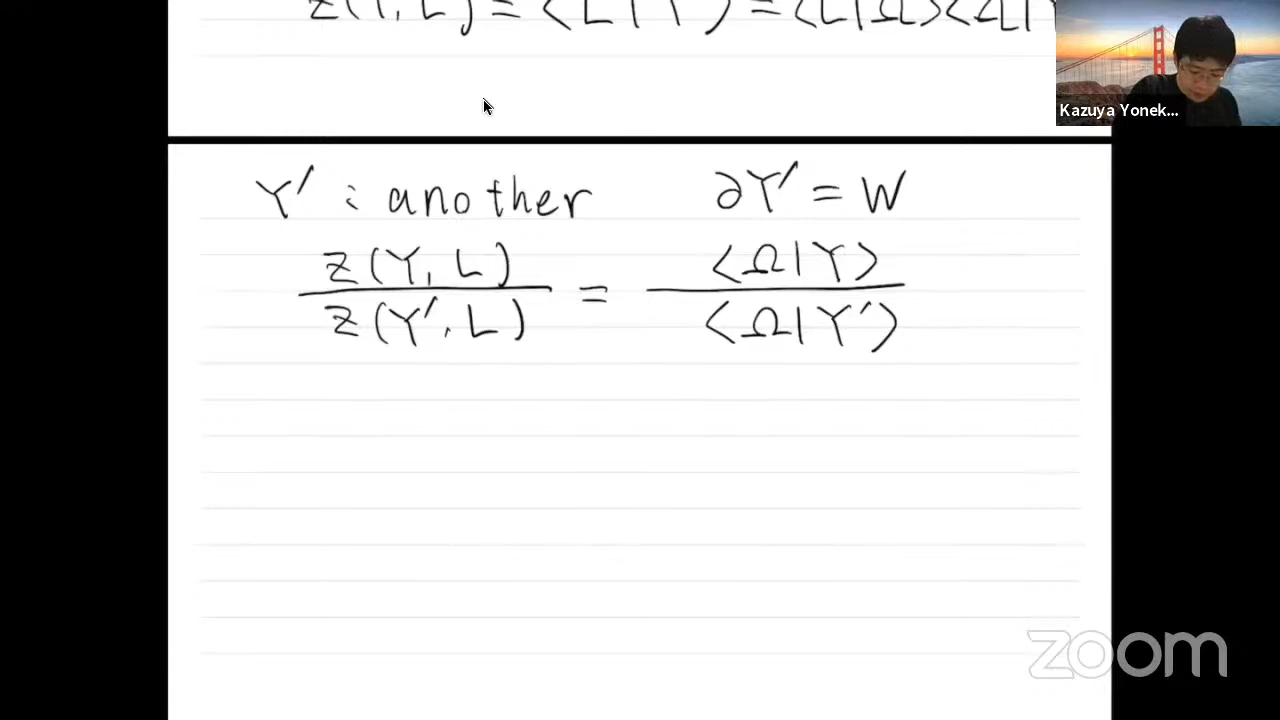 Z(Y, L) = <L|Y> = <L|Ω><Ω|Y
Kazuya Yonek...
Y' : another ∂Y' = W
Z(Y, L) / Z(Y', L) = <Ω|Y> / <Ω|Y'>
zoom